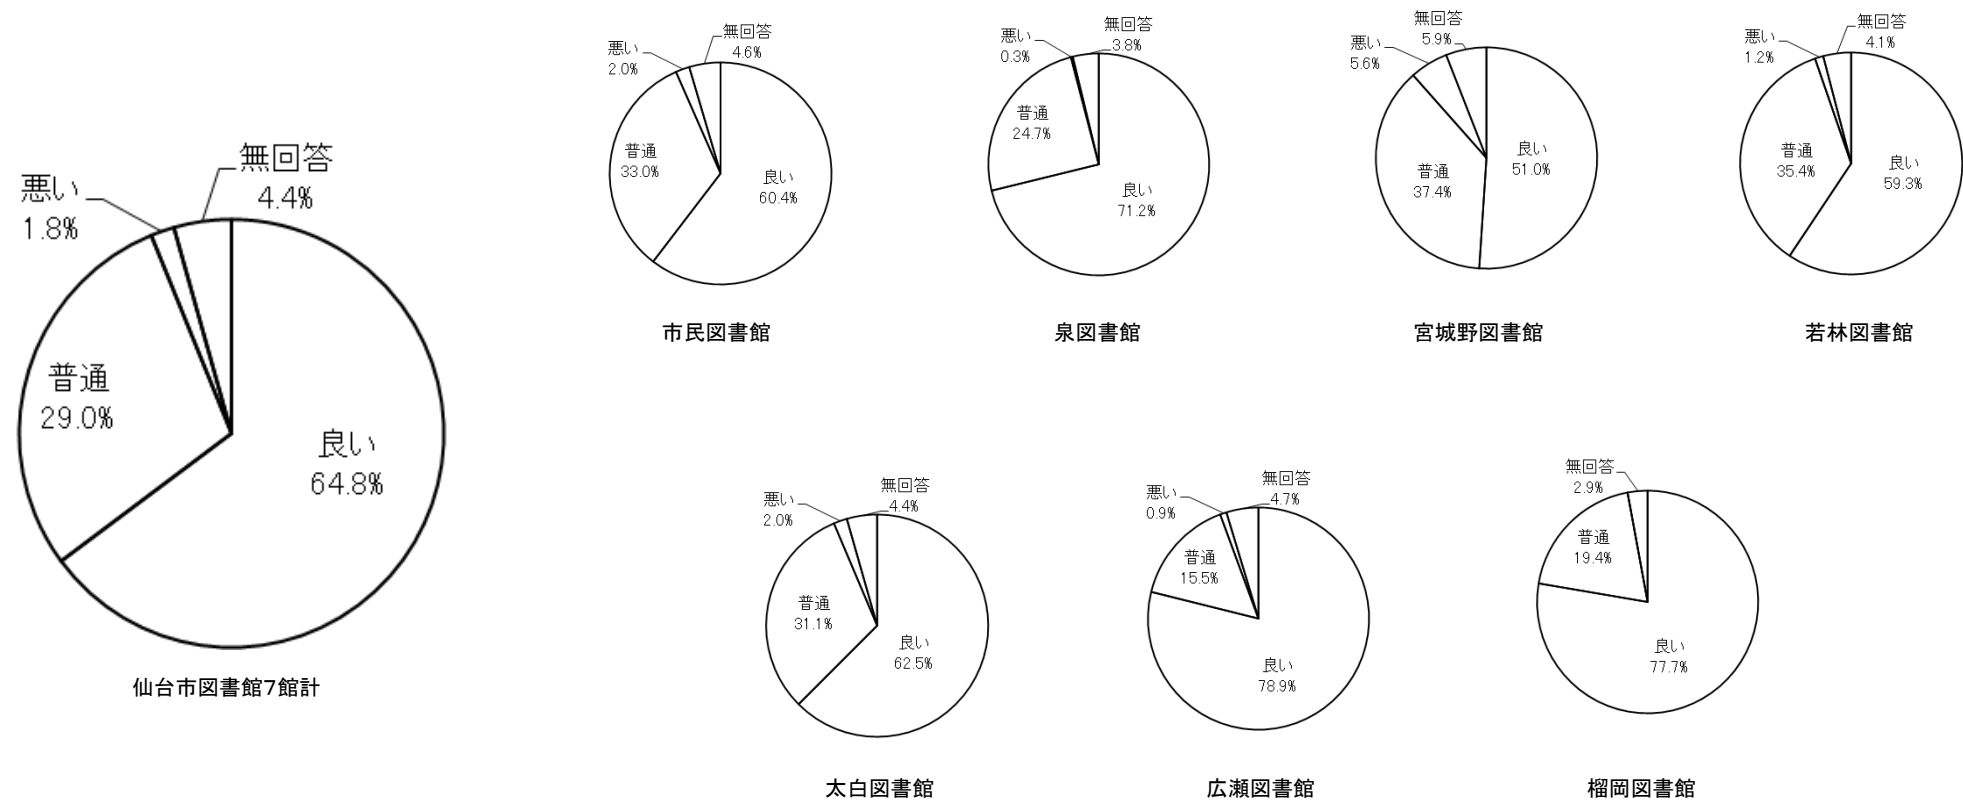 無回答
4.4%
悪い
1.8%
普通
29.0%
良い
64.8%
仙台市図書館7館計
無回答
4.6%
悪い
2.0%
普通
33.0%
良い
60.4%
市民図書館
無回答
3.8%
悪い
0.3%
普通
24.7%
良い
71.2%
泉図書館
無回答
5.9%
悪い
5.6%
普通
37.4%
良い
51.0%
宮城野図書館
無回答
4.1%
悪い
1.2%
普通
35.4%
良い
59.3%
若林図書館
無回答
4.4%
悪い
2.0%
普通
31.1%
良い
62.5%
太白図書館
無回答
4.7%
悪い
0.9%
普通
15.5%
良い
78.9%
広瀬図書館
無回答
2.9%
普通
19.4%
良い
77.7%
榴岡図書館